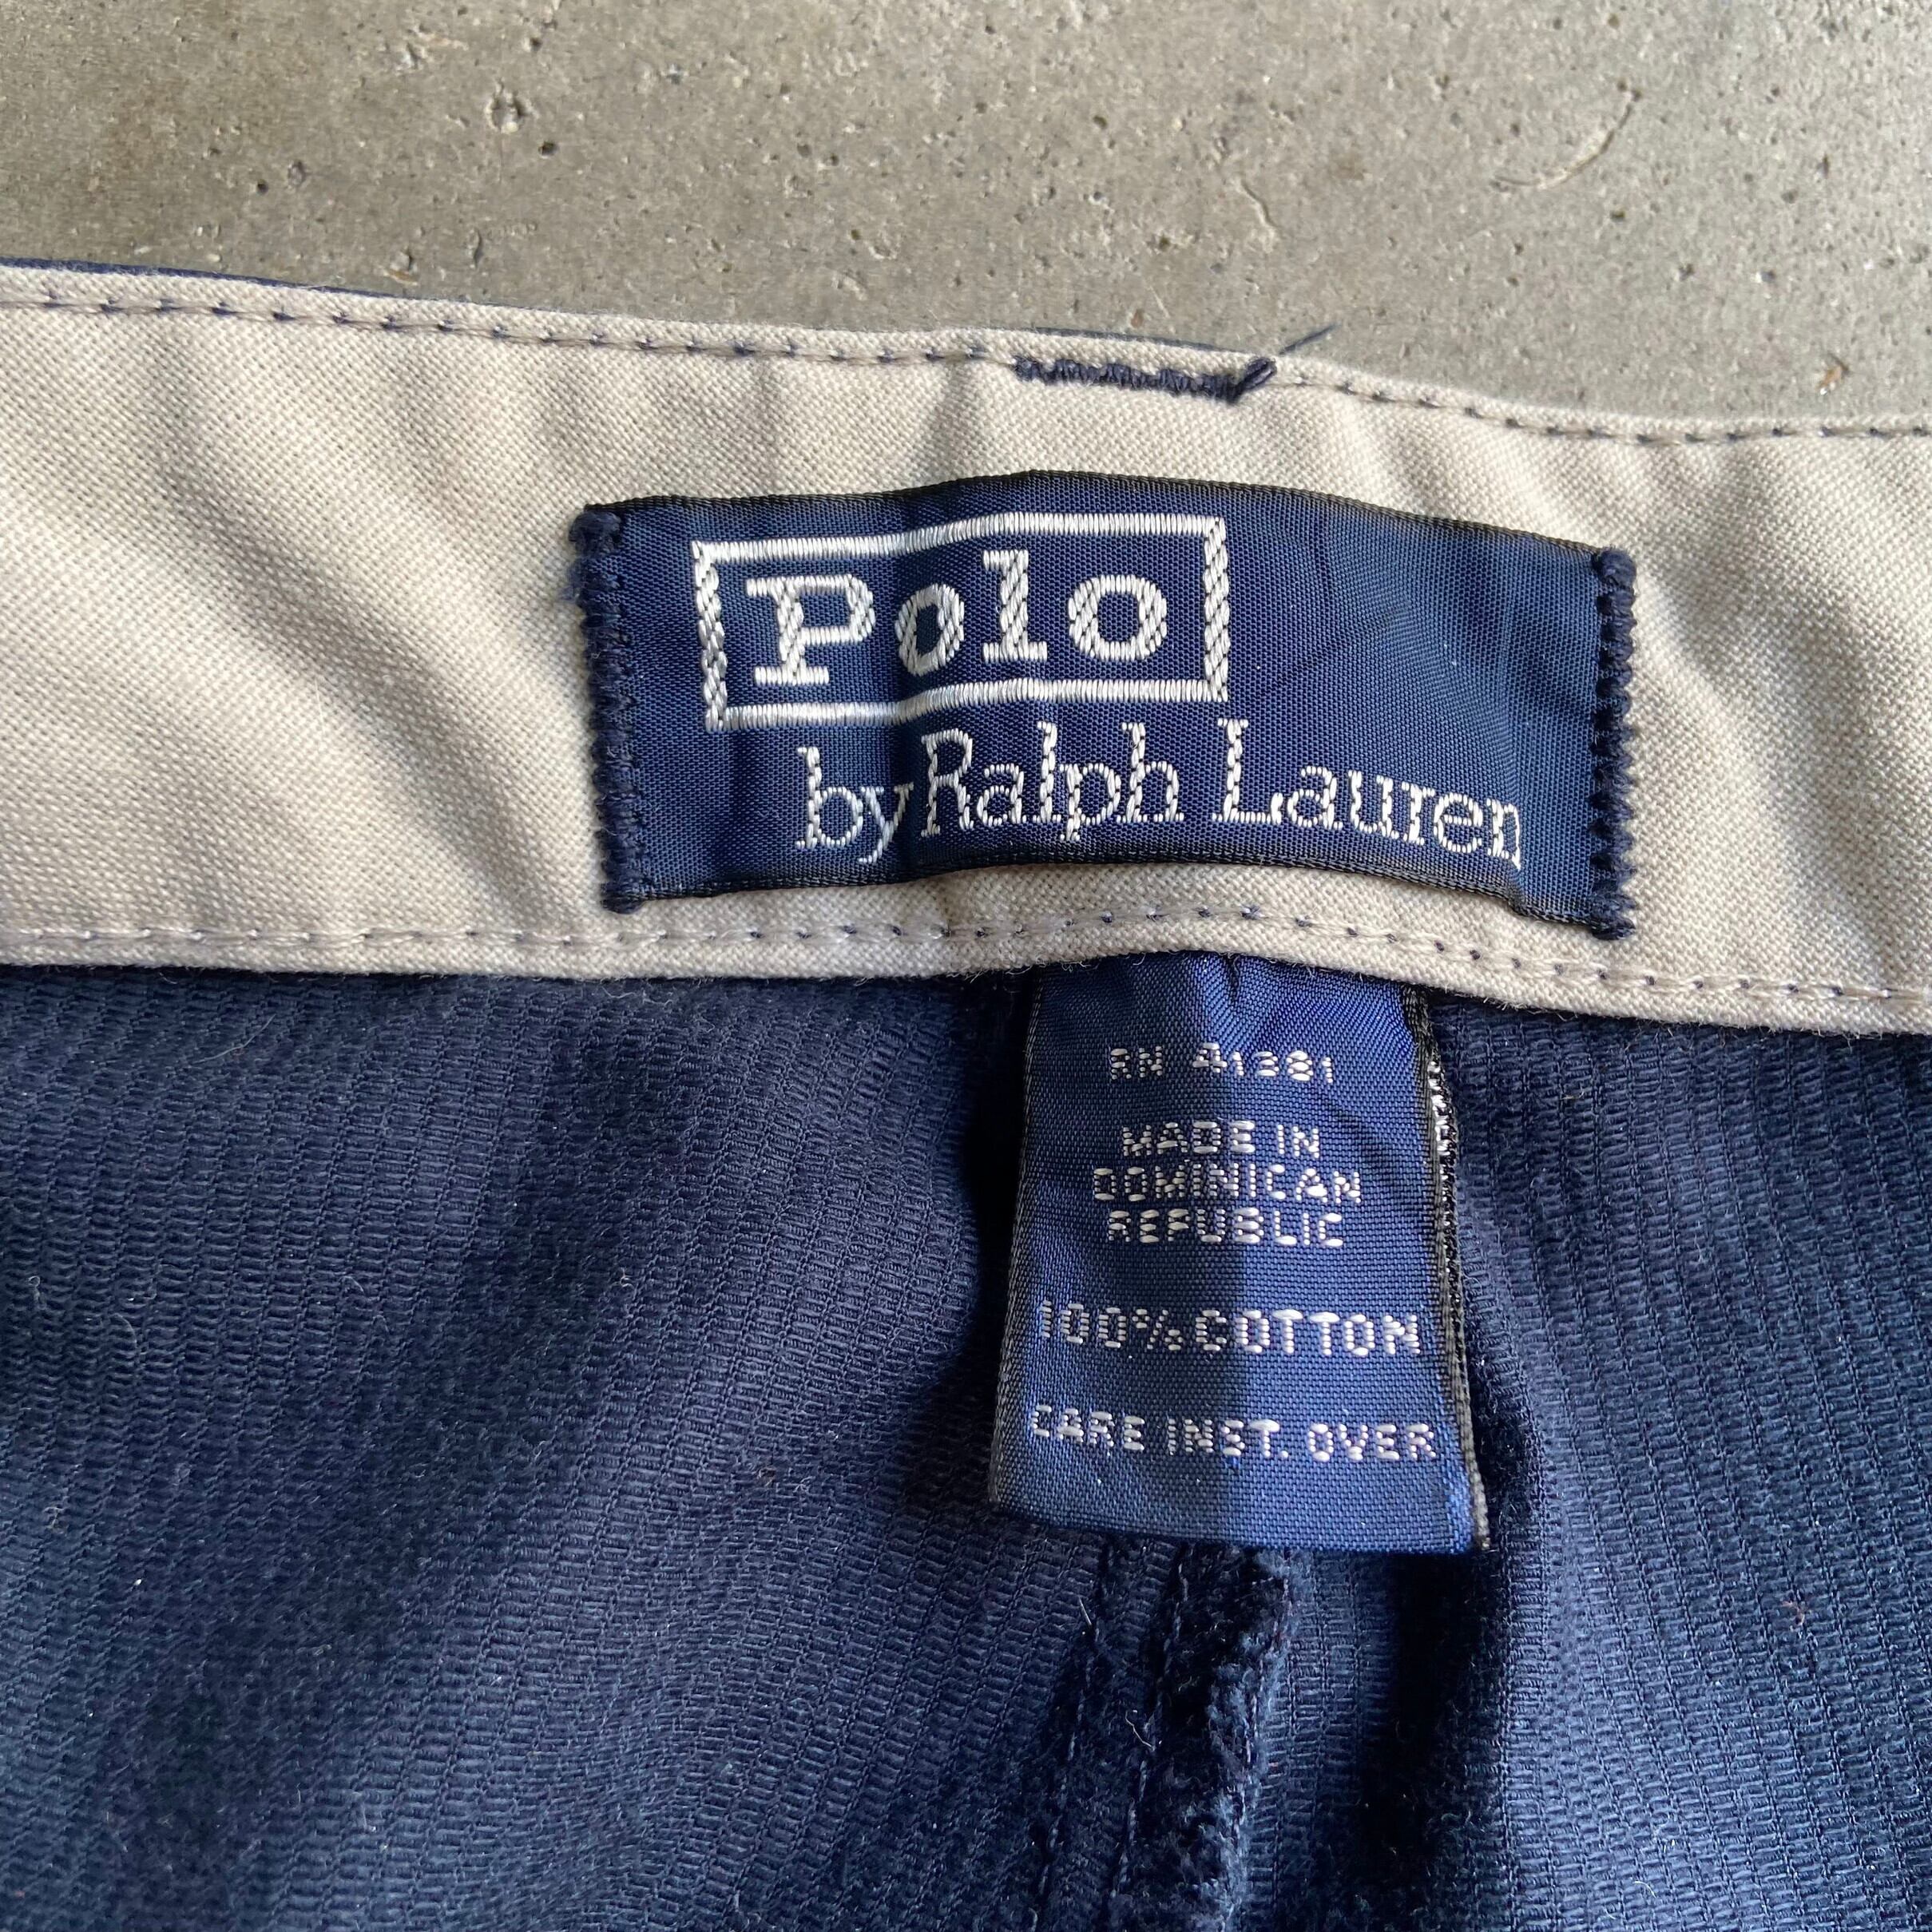 Polo
by Ralph Lauren
RN 41381
MADE IN
DOMINICAN
REPUBLIC
100% COTTON
CARE INST. OVER